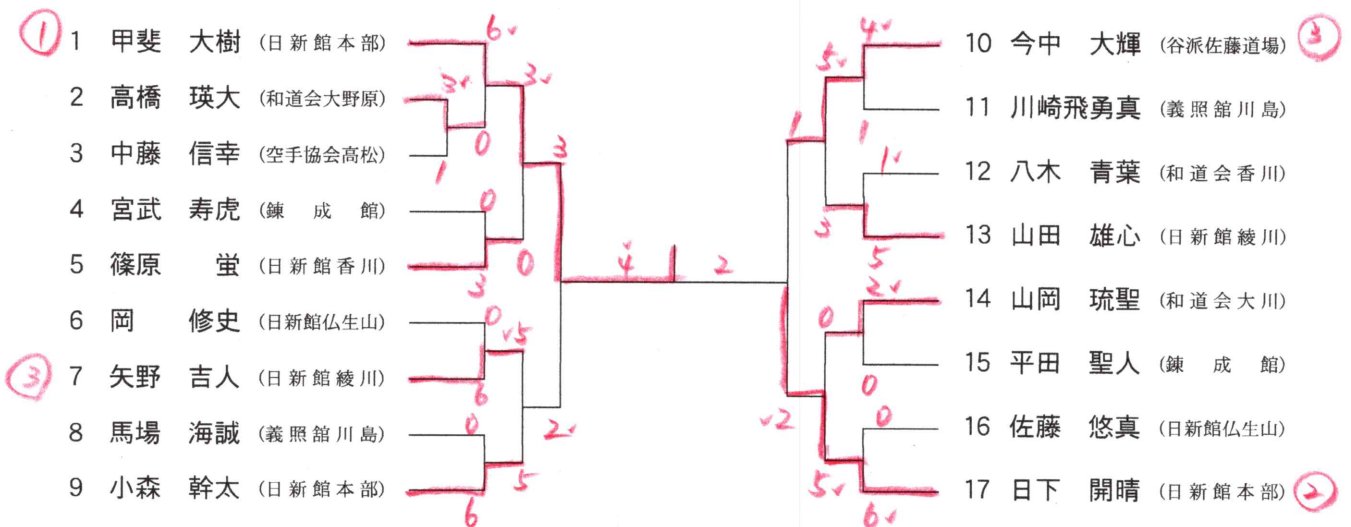 ① 1 甲斐 大樹 (日新館本部) 6✓
2 高橋 瑛大 (和道会大野原) 3✓ 3✓
3 中藤 信幸 (空手協会高松) 1 0 3
4 宮武 寿虎 (錬成館) 0
5 篠原 蛍 (日新館香川) 3 0 ✓4
6 岡 修史 (日新館仏生山) 0 ✓5
③ 7 矢野 吉人 (日新館綾川) 6
8 馬場 海誠 (義照舘川島) 0 2✓
9 小森 幹太 (日新館本部) 6 5
4✓ 10 今中 大輝 (谷派佐藤道場) ③
5✓ 1 11 川崎飛勇真 (義照舘川島)
1 1✓ 12 八木 青葉 (和道会香川)
2 3 5 13 山田 雄心 (日新館綾川)
0 2✓ 14 山岡 琉聖 (和道会大川)
0 15 平田 聖人 (錬成館)
✓2 0 16 佐藤 悠真 (日新館仏生山)
5✓ 6✓ 17 日下 開晴 (日新館本部) ②